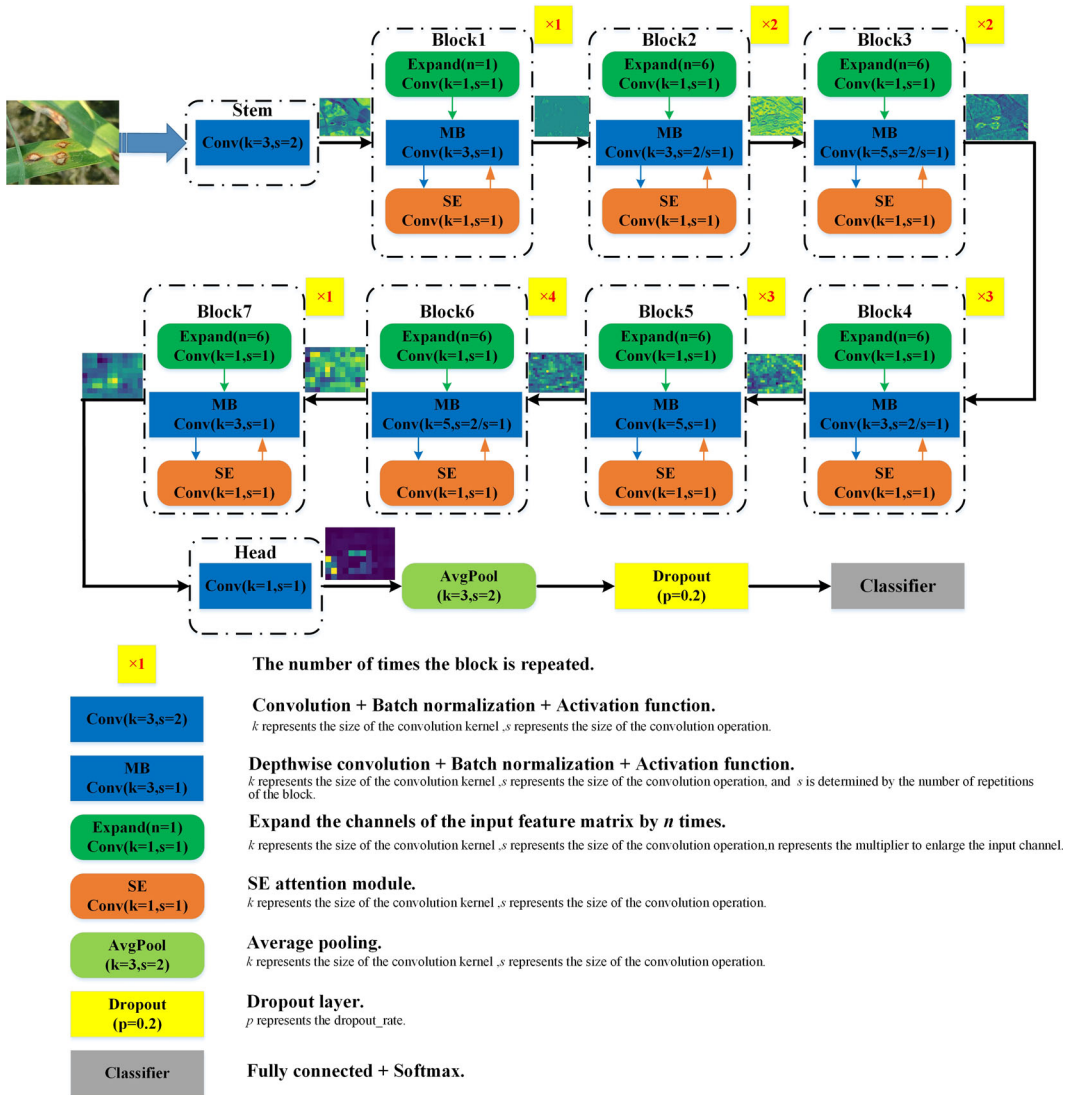 ×1
×2
×2
Block1
Block2
Block3
Expand(n=1)
Conv(k=1,s=1)
Expand(n=6)
Conv(k=1,s=1)
Expand(n=6)
Conv(k=1,s=1)
Stem
Conv(k=3,s=2)
MB
Conv(k=3,s=1)
MB
Conv(k=3,s=2/s=1)
MB
Conv(k=5,s=2/s=1)
SE
Conv(k=1,s=1)
SE
Conv(k=1,s=1)
SE
Conv(k=1,s=1)
×1
×4
×3
×3
Block7
Block6
Block5
Block4
Expand(n=6)
Conv(k=1,s=1)
Expand(n=6)
Conv(k=1,s=1)
Expand(n=6)
Conv(k=1,s=1)
Expand(n=6)
Conv(k=1,s=1)
MB
Conv(k=3,s=1)
MB
Conv(k=5,s=2/s=1)
MB
Conv(k=5,s=1)
MB
Conv(k=3,s=2/s=1)
SE
Conv(k=1,s=1)
SE
Conv(k=1,s=1)
SE
Conv(k=1,s=1)
SE
Conv(k=1,s=1)
Head
Conv(k=1,s=1)
AvgPool
(k=3,s=2)
Dropout
(p=0.2)
Classifier
×1
The number of times the block is repeated.
Conv(k=3,s=2)
Convolution + Batch normalization + Activation function.
k represents the size of the convolution kernel ,s represents the size of the convolution operation.
MB
Conv(k=3,s=1)
Depthwise convolution + Batch normalization + Activation function.
k represents the size of the convolution kernel ,s represents the size of the convolution operation, and s is determined by the number of repetitions
of the block.
Expand(n=1)
Conv(k=1,s=1)
Expand the channels of the input feature matrix by n times.
k represents the size of the convolution kernel ,s represents the size of the convolution operation,n represents the multiplier to enlarge the input channel.
SE
Conv(k=1,s=1)
SE attention module.
k represents the size of the convolution kernel ,s represents the size of the convolution operation.
AvgPool
(k=3,s=2)
Average pooling.
k represents the size of the convolution kernel ,s represents the size of the convolution operation.
Dropout
(p=0.2)
Dropout layer.
p represents the dropout_rate.
Classifier
Fully connected + Softmax.